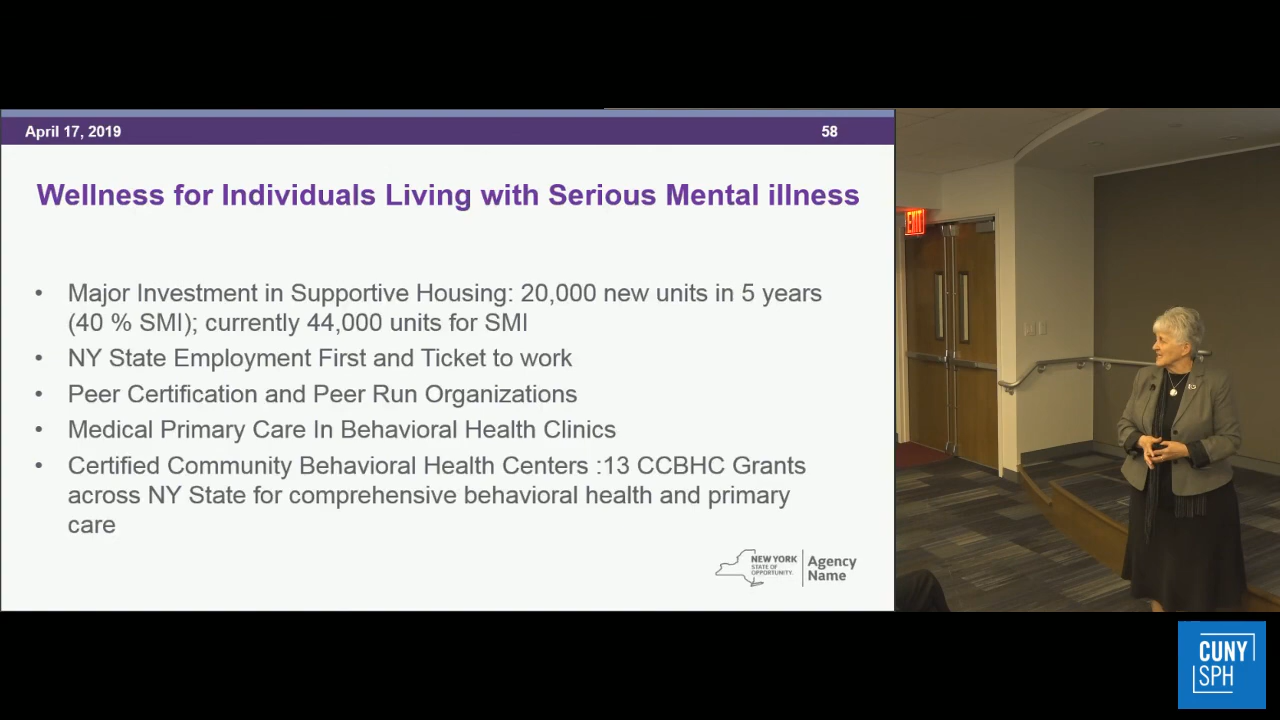 April 17, 2019
58
Wellness for Individuals Living with Serious Mental illness
• Major Investment in Supportive Housing: 20,000 new units in 5 years
(40 % SMI); currently 44,000 units for SMI
• NY State Employment First and Ticket to work
• Peer Certification and Peer Run Organizations
• Medical Primary Care In Behavioral Health Clinics
• Certified Community Behavioral Health Centers :13 CCBHC Grants
across NY State for comprehensive behavioral health and primary
care
NEW YORK
STATE OF
OPPORTUNITY.
Agency
Name
EXIT
CUNY
SPH